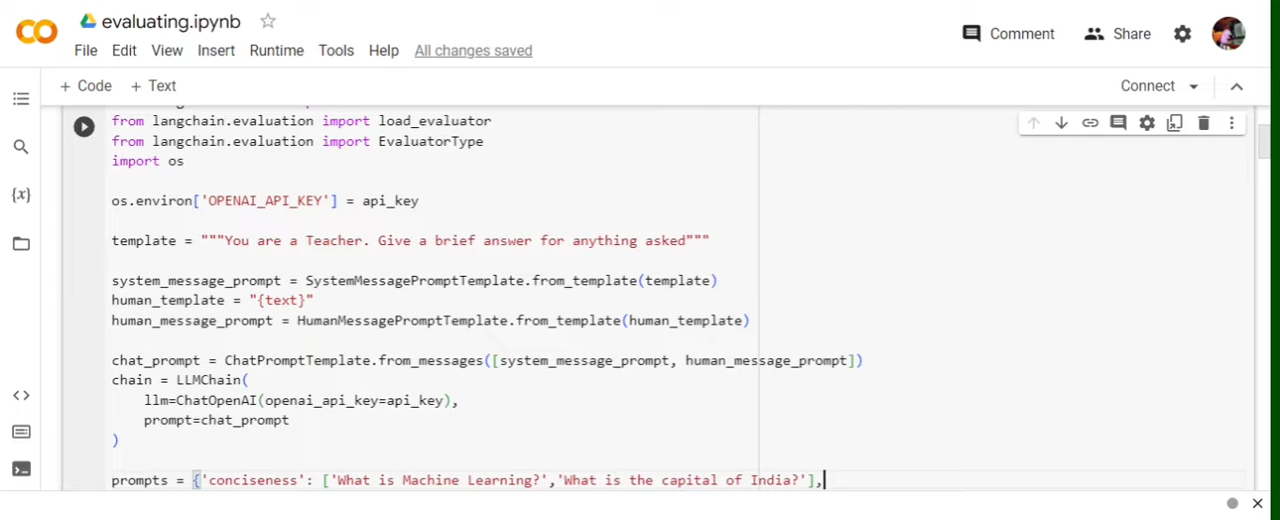 evaluating.ipynb
Comment
Share
File Edit View Insert Runtime Tools Help All changes saved
+ Code + Text
Connect
from langchain.evaluation import load_evaluator
from langchain.evaluation import EvaluatorType
import os
{x}
os.environ['OPENAI_API_KEY'] = api_key
template = """You are a Teacher. Give a brief answer for anything asked"""
system_message_prompt = SystemMessagePromptTemplate.from_template(template)
human_template = "{text}"
human_message_prompt = HumanMessagePromptTemplate.from_template(human_template)
chat_prompt = ChatPromptTemplate.from_messages([system_message_prompt, human_message_prompt])
chain = LLMChain(
llm=ChatOpenAI(openai_api_key=api_key),
prompt=chat_prompt
)
prompts = {'conciseness': ['What is Machine Learning?','What is the capital of India?'],